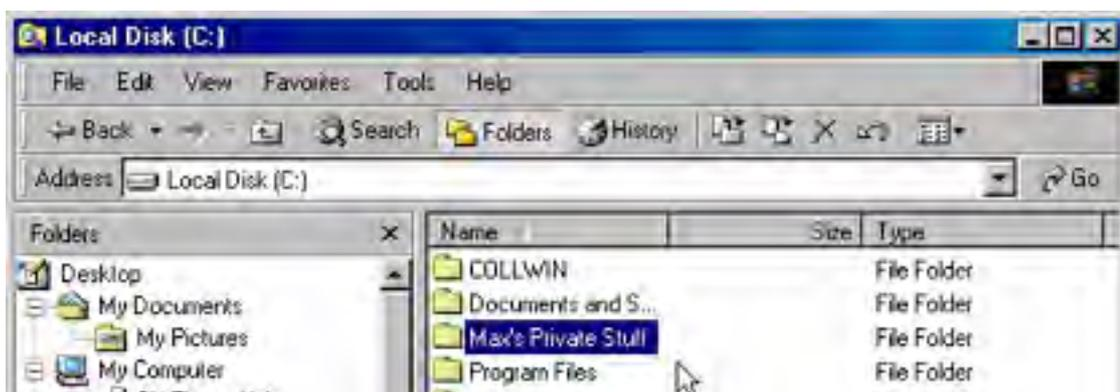 Local Disk (C:)
File Edit View Favorites Tools Help
Back Search Folders History
Address Local Disk (C:) Go
Folders Name Size Type
Desktop COLLWIN File Folder
My Documents Documents and S... File Folder
My Pictures Max's Private Stuff File Folder
My Computer Program Files File Folder